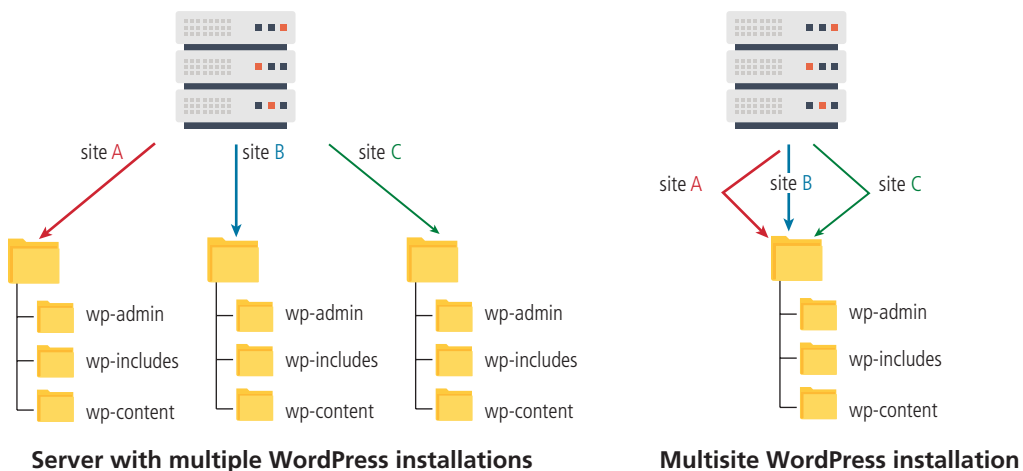 site A
site B
site C
wp-admin
wp-includes
wp-content
wp-admin
wp-includes
wp-content
wp-admin
wp-includes
wp-content
Server with multiple WordPress installations
site A
site B
site C
wp-admin
wp-includes
wp-content
Multisite WordPress installation